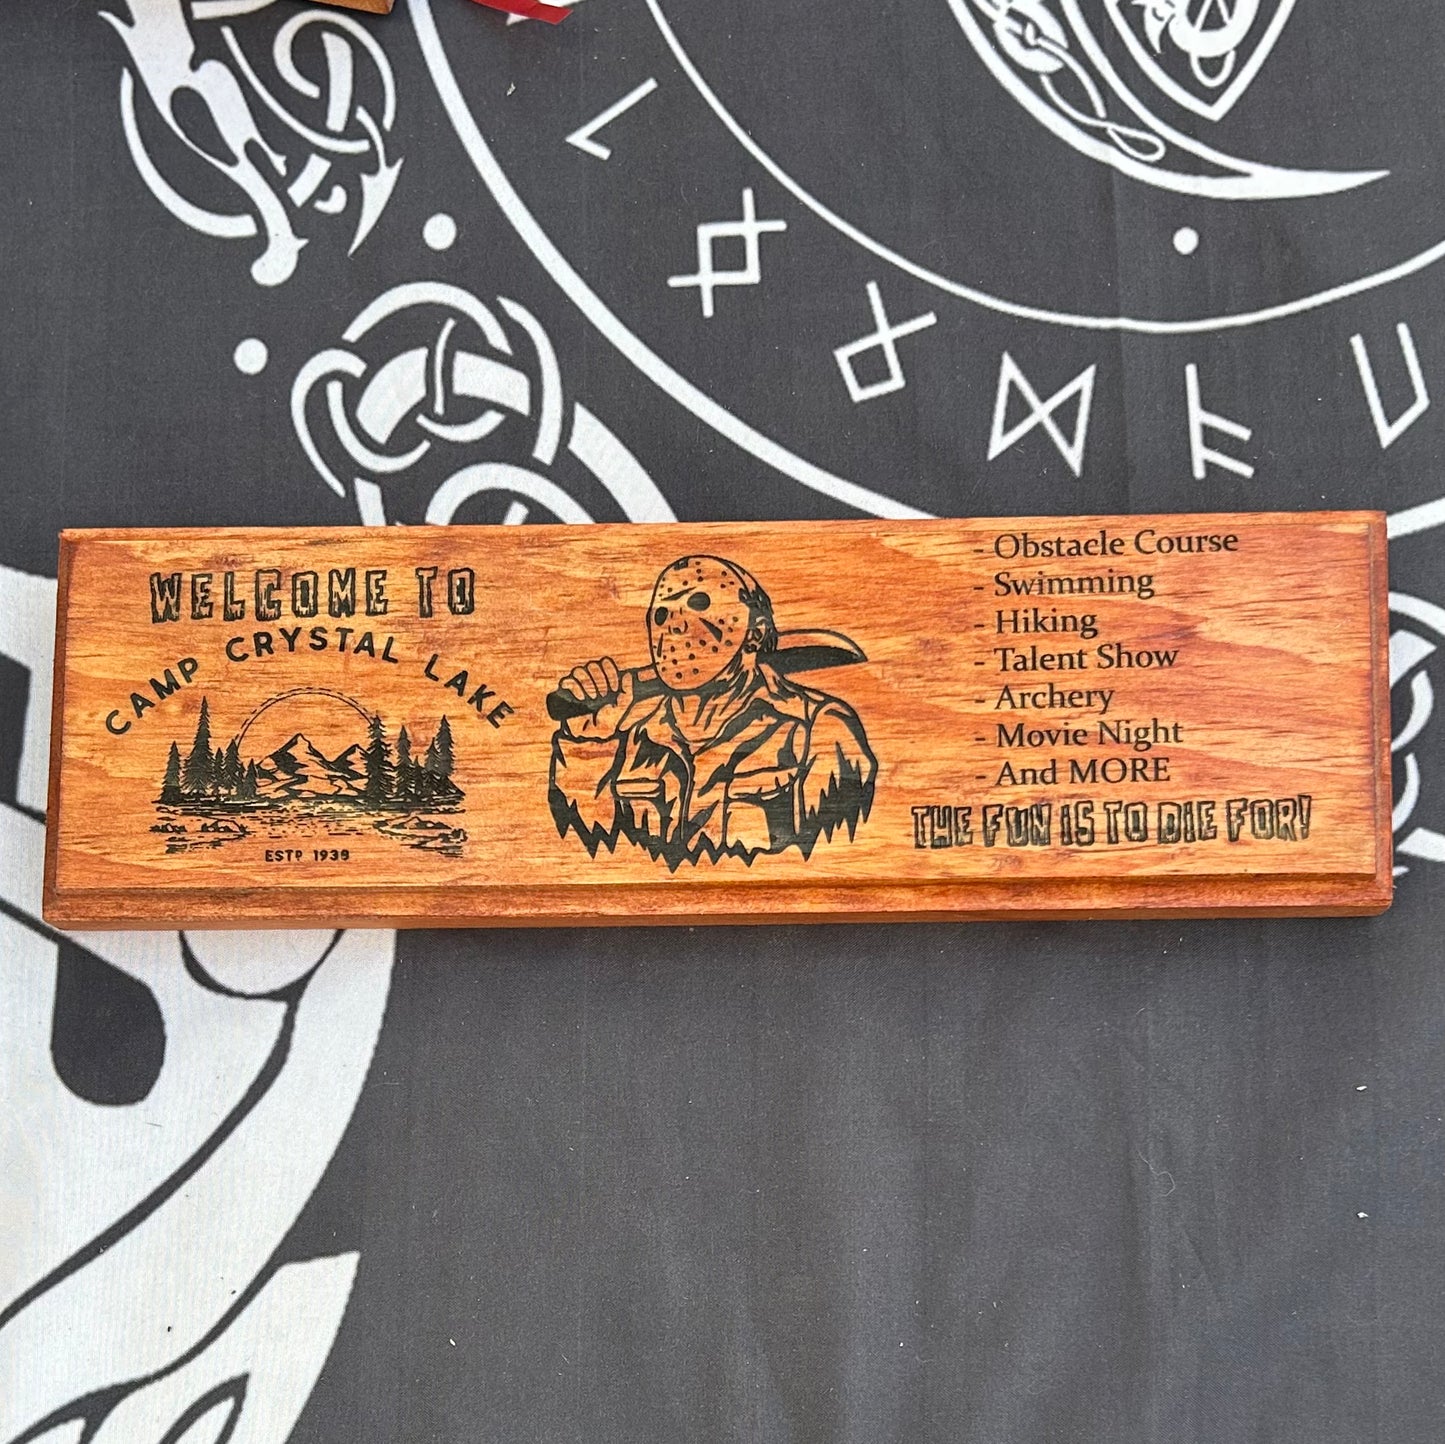 WELCOME TO
CAMP CRYSTAL LAKE
ESTD 1939
- Obstacle Course
- Swimming
- Hiking
- Talent Show
- Archery
- Movie Night
- And MORE
THE FUN IS TO DIE FOR!